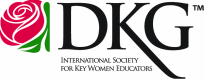 DKG™
INTERNATIONAL SOCIETY
FOR KEY WOMEN EDUCATORS